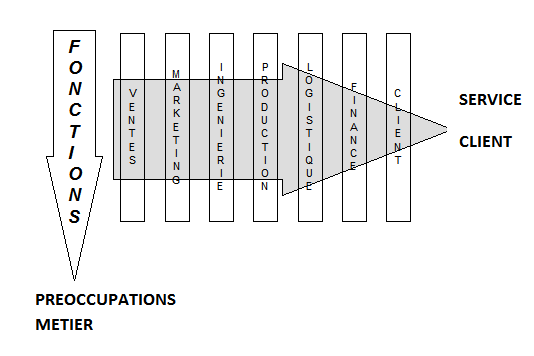 FONCTIONS
VENTES
MARKETING
INGENIERIE
PRODUCTION
LOGISTIQUE
FINANCE
CLIENT
SERVICE
CLIENT
PREOCCUPATIONS
METIER